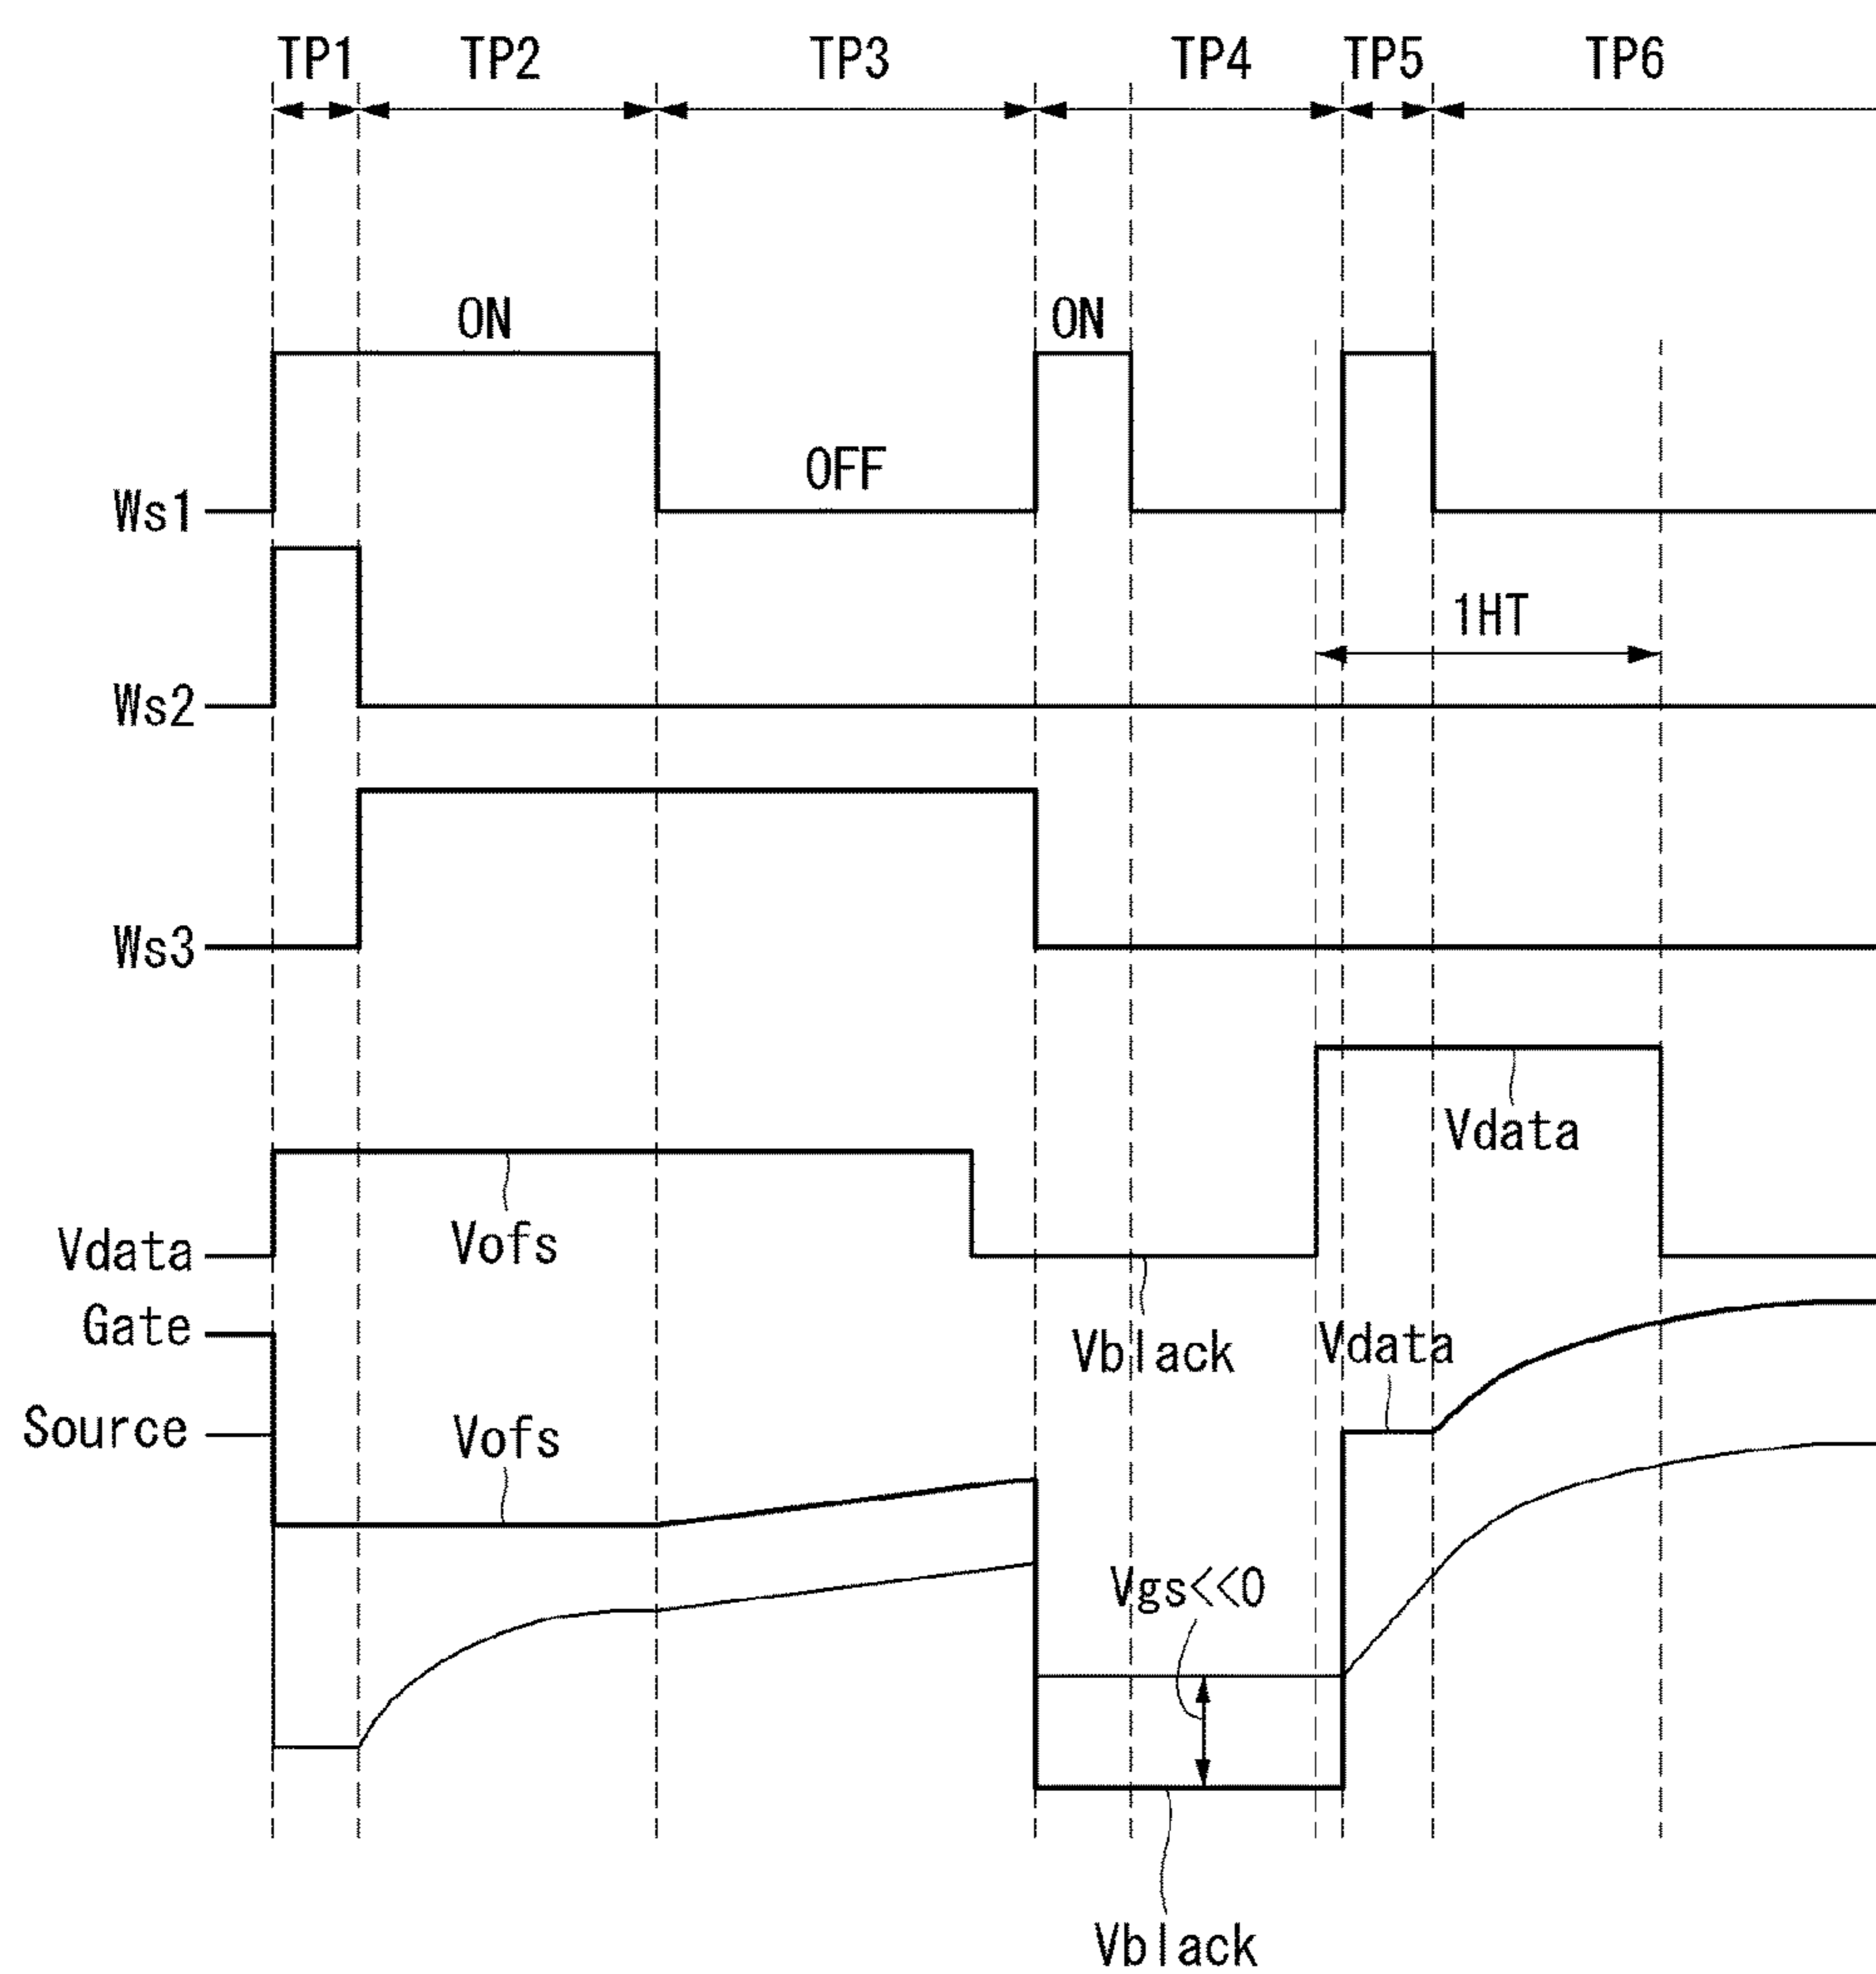 TP1 TP2 TP3 TP4 TP5 TP6
ON ON
OFF
Ws1
1HT
Ws2
Ws3
Vdata
Vofs
Vdata
Gate
Vblack Vdata
Source
Vofs
Vgs<<0
Vblack